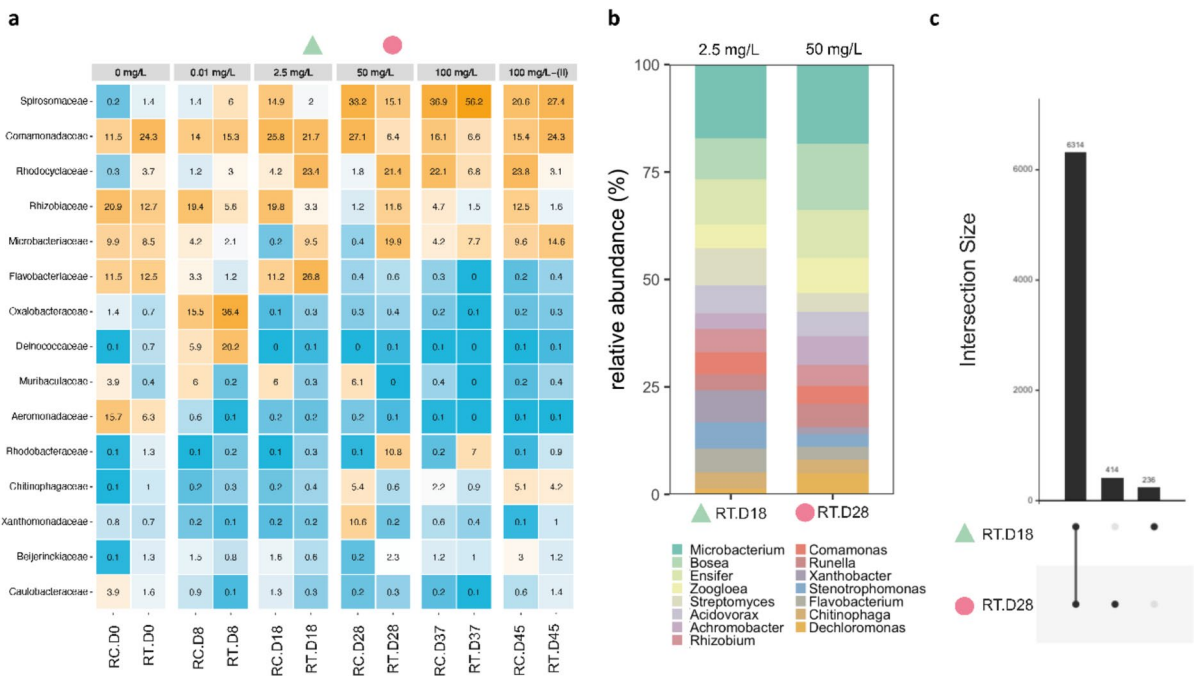 a
0 mg/L 0.01 mg/L 2.5 mg/L 50 mg/L 100 mg/L 100 mg/L-(II)
Spirosomaceae 0.2 1.4 1.4 6 14.9 2 38.2 15.1 36.9 56.2 20.6 27.4
Comamonadaceae 11.5 24.3 14 15.3 25.8 21.7 27.1 6.4 16.1 6.6 15.4 24.3
Rhodocyclaceae 0.3 3.7 1.2 3 4.2 23.4 1.8 21.4 22.1 6.8 23.8 3.1
Rhizobiaceae 20.9 12.7 19.4 5.6 19.8 3.3 1.2 11.6 4.7 1.5 12.5 1.6
Microbacteriaceae 9.9 8.5 4.2 2.1 0.2 9.5 0.4 19.9 4.2 7.7 9.6 14.6
Flavobacteriaceae 11.5 12.5 3.3 1.2 11.2 26.8 0.4 0.6 0.3 0 0.2 0.4
Oxalobacteraceae 1.4 0.7 15.5 36.4 0.1 0.3 0.3 0.4 0.2 0.1 0.2 0.3
Deinococcaceae 0.1 0.7 5.9 20.2 0 0.1 0 0.1 0.1 0 0.1 0.1
Muribaculaceae 3.9 0.4 6 0.2 6 0.3 6.1 0 0.4 0 0.2 0.4
Aeromonadaceae 15.7 6.3 0.6 0.1 0.2 0.2 0.2 0.1 0.1 0 0.1 0.1
Rhodobacteraceae 0.1 1.3 0.1 0.2 0.1 0.3 0.2 10.8 0.2 7 0.1 0.9
Chitinophagaceae 0.1 1 0.2 0.3 0.2 0.4 5.4 0.6 2.2 0.9 5.1 4.2
Xanthomonadaceae 0.8 0.7 0.2 0.1 0.2 0.2 10.6 0.2 0.6 0.4 0.1 1
Beijerinckiaceae 0.1 1.3 1.5 0.8 1.6 0.6 0.2 2.3 1.2 1 3 1.2
Caulobacteraceae 3.9 1.6 0.9 0.1 1.3 0.3 0.2 0.3 0.2 0.1 0.6 1.4
RC.D0 RT.D0 RC.D8 RT.D8 RC.D18 RT.D18 RC.D28 RT.D28 RC.D37 RT.D37 RC.D45 RT.D45
b
2.5 mg/L 50 mg/L
relative abundance (%)
100
75
50
25
0
RT.D18 RT.D28
Microbacterium
Bosea
Ensifer
Zoogloea
Streptomyces
Acidovorax
Achromobacter
Rhizobium
Comamonas
Runella
Xanthobacter
Stenotrophomonas
Flavobacterium
Chitinophaga
Dechloromonas
c
Intersection Size
6000
4000
2000
0
6314
414
236
RT.D18
RT.D28